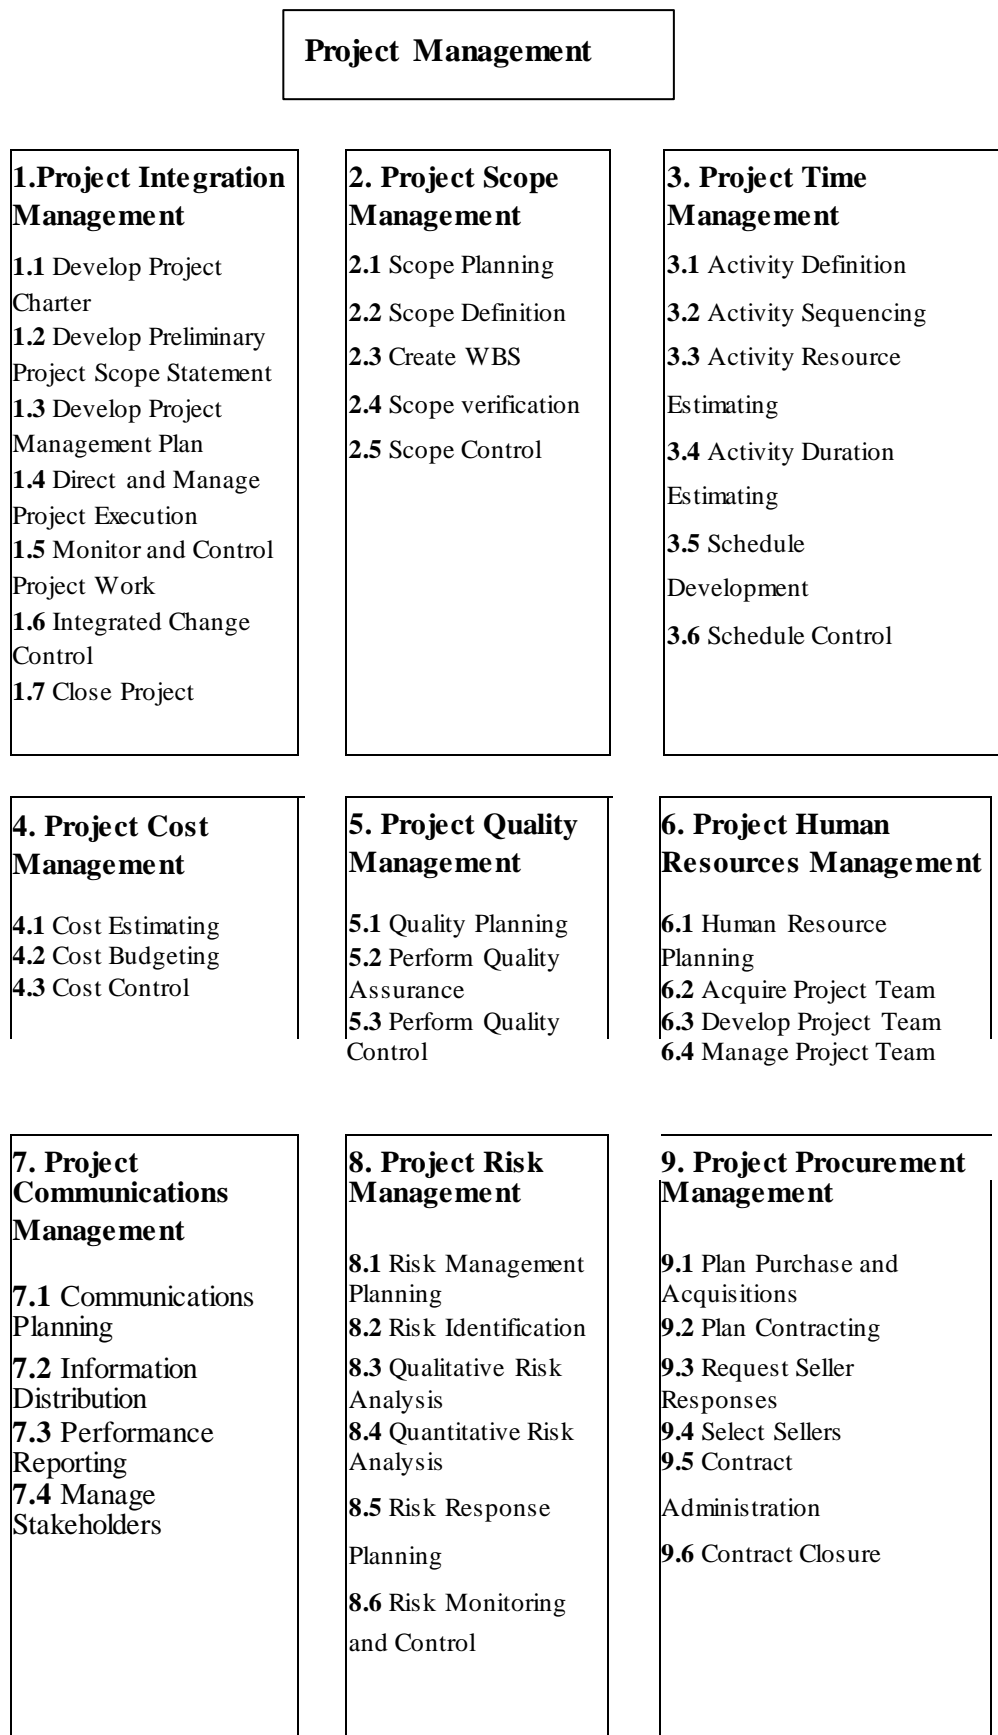 Project Management
1.Project Integration
Management
1.1 Develop Project
Charter
1.2 Develop Preliminary
Project Scope Statement
1.3 Develop Project
Management Plan
1.4 Direct and Manage
Project Execution
1.5 Monitor and Control
Project Work
1.6 Integrated Change
Control
1.7 Close Project
2. Project Scope
Management
2.1 Scope Planning
2.2 Scope Definition
2.3 Create WBS
2.4 Scope verification
2.5 Scope Control
3. Project Time
Management
3.1 Activity Definition
3.2 Activity Sequencing
3.3 Activity Resource
Estimating
3.4 Activity Duration
Estimating
3.5 Schedule
Development
3.6 Schedule Control
4. Project Cost
Management
4.1 Cost Estimating
4.2 Cost Budgeting
4.3 Cost Control
5. Project Quality
Management
5.1 Quality Planning
5.2 Perform Quality
Assurance
5.3 Perform Quality
Control
6. Project Human
Resources Management
6.1 Human Resource
Planning
6.2 Acquire Project Team
6.3 Develop Project Team
6.4 Manage Project Team
7. Project
Communications
Management
7.1 Communications
Planning
7.2 Information
Distribution
7.3 Performance
Reporting
7.4 Manage
Stakeholders
8. Project Risk
Management
8.1 Risk Management
Planning
8.2 Risk Identification
8.3 Qualitative Risk
Analysis
8.4 Quantitative Risk
Analysis
8.5 Risk Response
Planning
8.6 Risk Monitoring
and Control
9. Project Procurement
Management
9.1 Plan Purchase and
Acquisitions
9.2 Plan Contracting
9.3 Request Seller
Responses
9.4 Select Sellers
9.5 Contract
Administration
9.6 Contract Closure